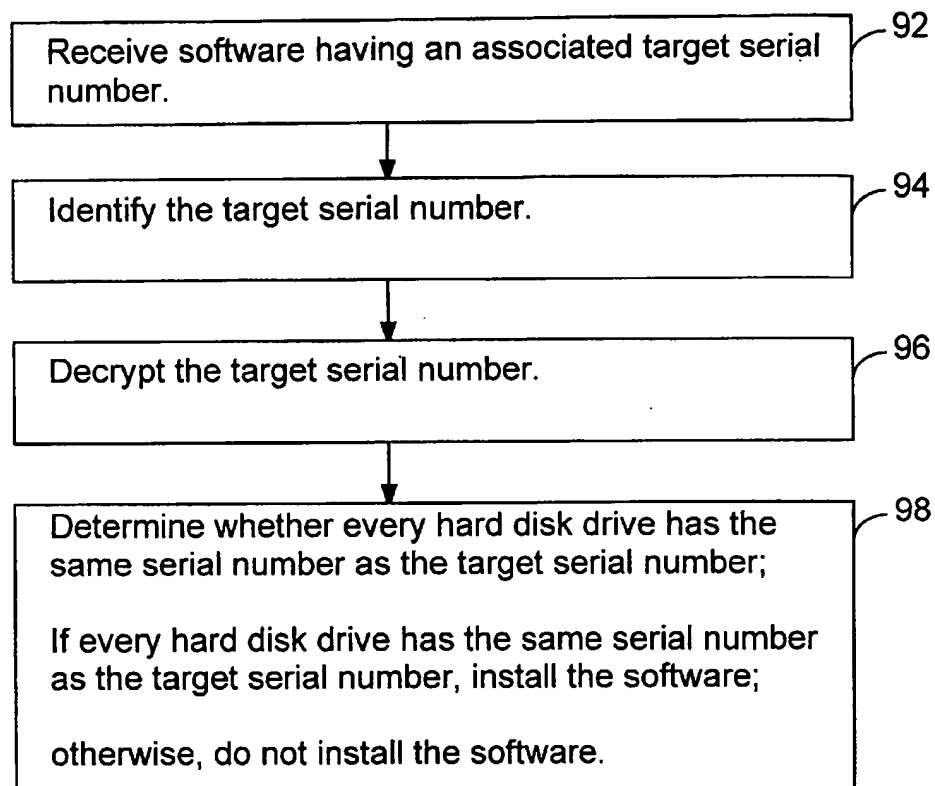 Receive software having an associated target serial
number.
92
Identify the target serial number.
94
Decrypt the target serial number.
96
Determine whether every hard disk drive has the
same serial number as the target serial number;
98
If every hard disk drive has the same serial number
as the target serial number, install the software;
otherwise, do not install the software.